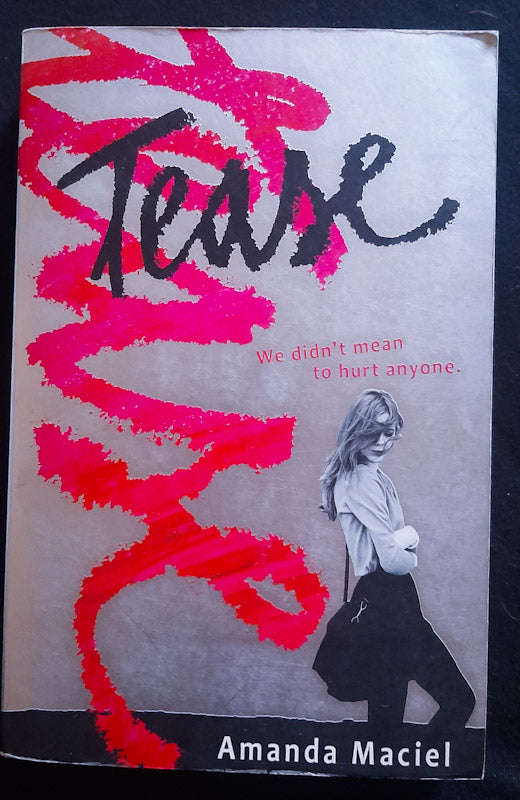 Tease
We didn't mean
to hurt anyone.
Amanda Maciel